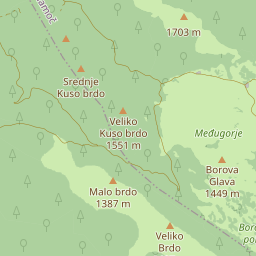 1703 m
Srednje
Kuso brdo
Veliko
Kuso brdo
1551 m
Međugorje
Borova
Glava
1449 m
Malo brdo
1387 m
Veliko
Brdo